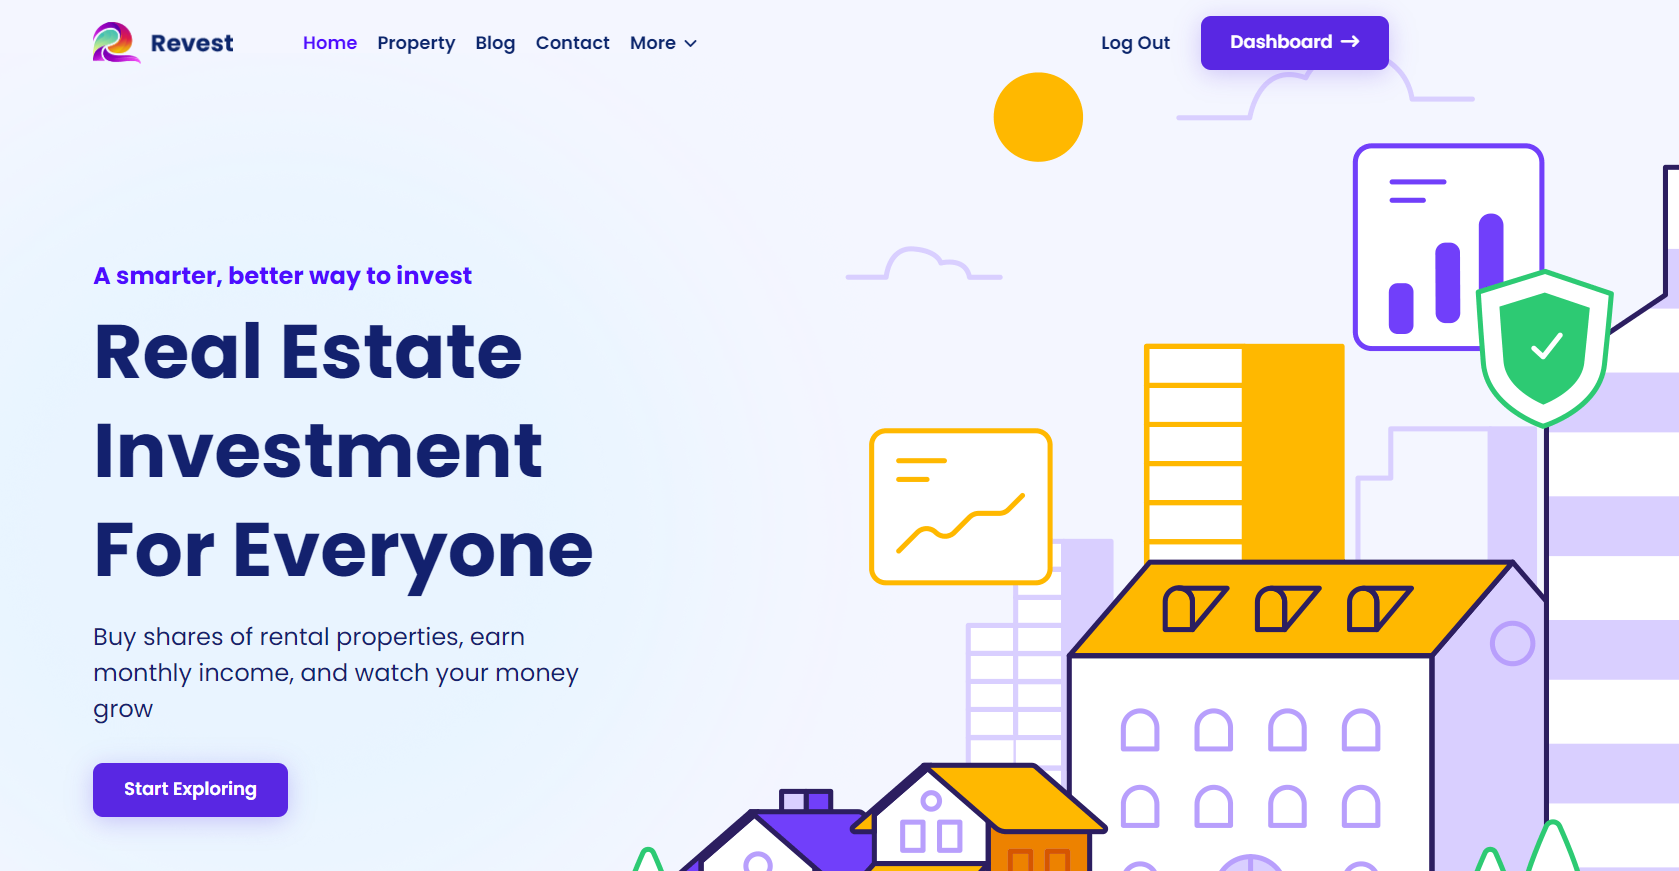 Revest
Home Property Blog Contact More
Log Out
Dashboard →
A smarter, better way to invest
Real Estate
Investment
For Everyone
Buy shares of rental properties, earn
monthly income, and watch your money
grow
Start Exploring